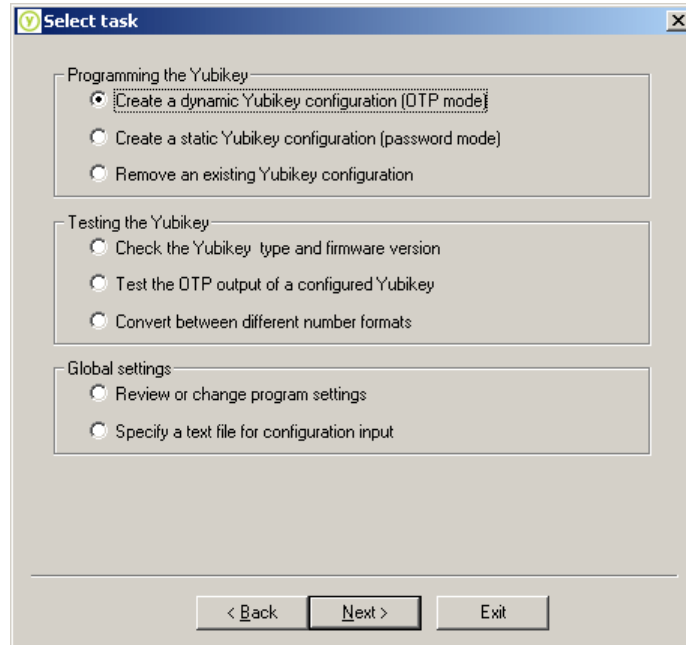 Select task
Programming the Yubikey
Create a dynamic Yubikey configuration (OTP mode)
Create a static Yubikey configuration (password mode)
Remove an existing Yubikey configuration
Testing the Yubikey
Check the Yubikey type and firmware version
Test the OTP output of a configured Yubikey
Convert between different number formats
Global settings
Review or change program settings
Specify a text file for configuration input
< Back Next > Exit